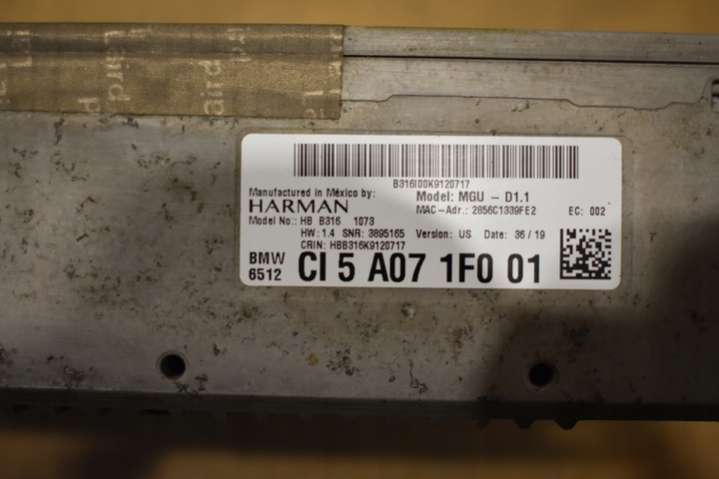 Laird
B316I00K9120717
Manufactured in México by: Model: MGU - D1.1
HARMAN MAC-Adr.: 2856C1339FE2 EC: 002
Model No.: HB B316 1073
HW: 1.4 SNR: 3895165 Version: US Date: 36/19
CRIN: HBB316K9120717
BMW
6512 CI 5 A07 1F0 01